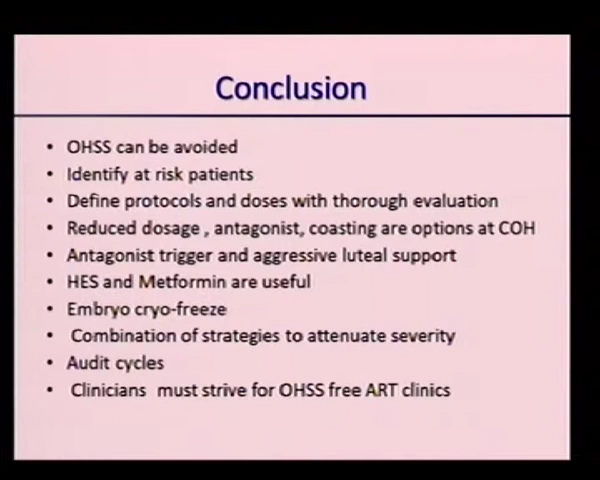 Conclusion
• OHSS can be avoided
• Identify at risk patients
• Define protocols and doses with thorough evaluation
• Reduced dosage , antagonist, coasting are options at COH
• Antagonist trigger and aggressive luteal support
• HES and Metformin are useful
• Embryo cryo-freeze
• Combination of strategies to attenuate severity
• Audit cycles
• Clinicians must strive for OHSS free ART clinics